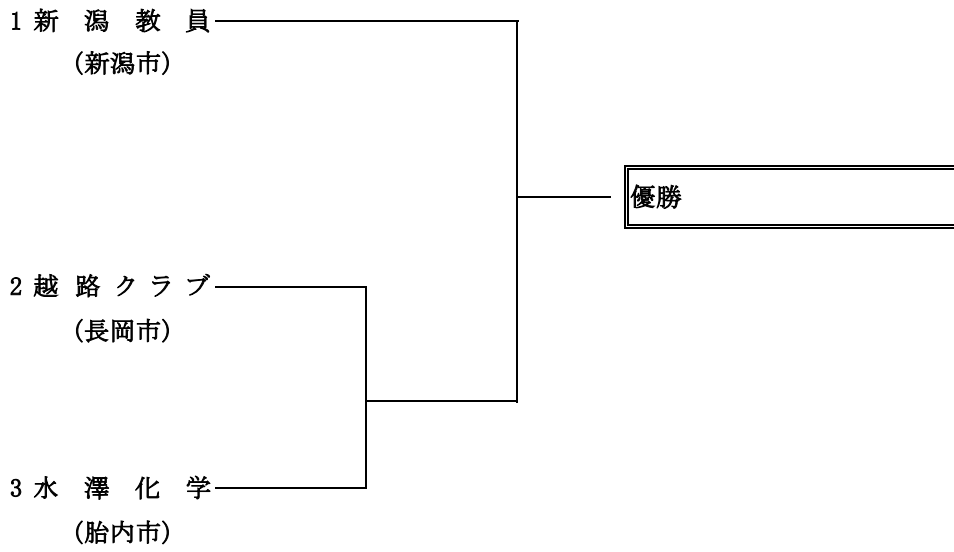 1 新潟教員
(新潟市)
優勝
2 越路クラブ
(長岡市)
3 水澤化学
(胎内市)